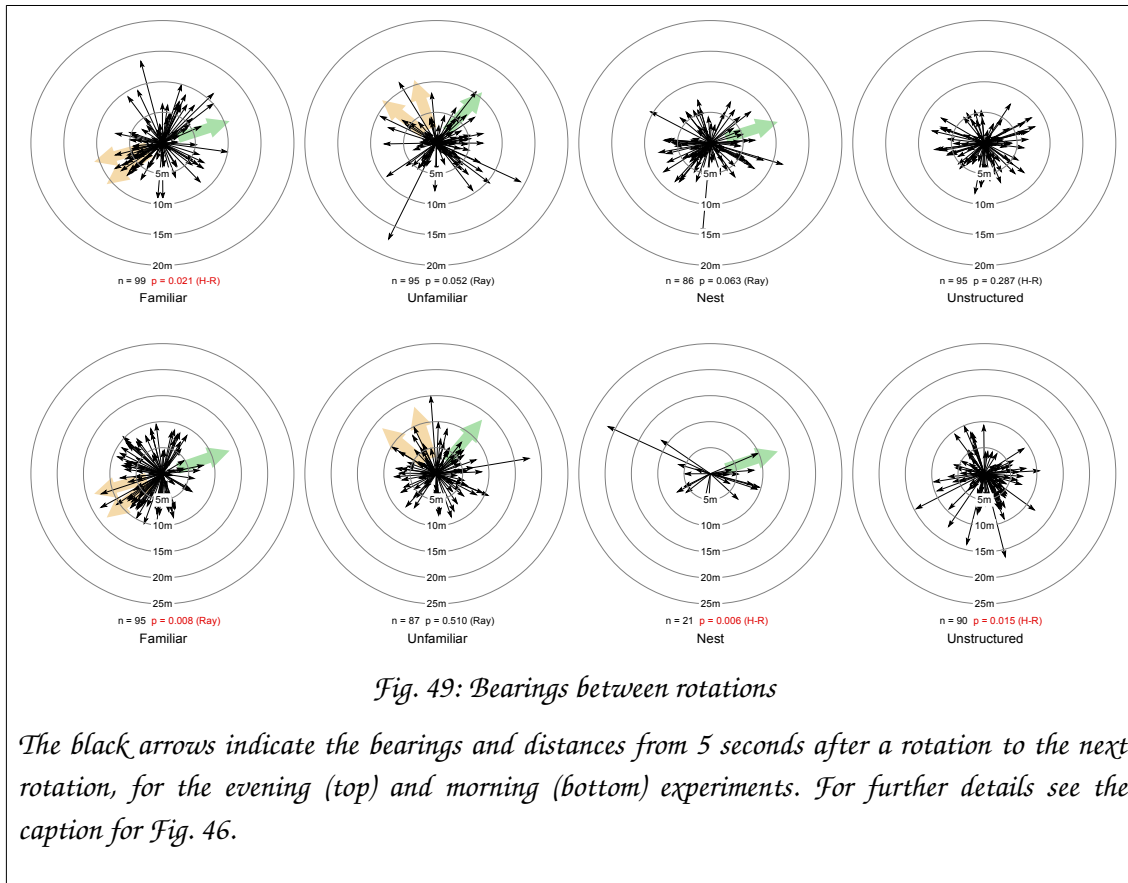 5m 5m 5m 5m
10m 10m 10m 10m
15m 15m 15m 15m
20m 20m 20m 20m
n = 99 p = 0.021 (H-R) n = 95 p = 0.052 (Ray) n = 86 p = 0.063 (Ray) n = 95 p = 0.287 (H-R)
Familiar Unfamiliar Nest Unstructured
5m 5m 5m 5m
10m 10m 10m 10m
15m 15m 15m 15m
20m 20m 20m 20m
25m 25m 25m 25m
n = 95 p = 0.008 (Ray) n = 87 p = 0.510 (Ray) n = 21 p = 0.006 (H-R) n = 90 p = 0.015 (H-R)
Familiar Unfamiliar Nest Unstructured
Fig. 49: Bearings between rotations
The black arrows indicate the bearings and distances from 5 seconds after a rotation to the next
rotation, for the evening (top) and morning (bottom) experiments. For further details see the
caption for Fig. 46.